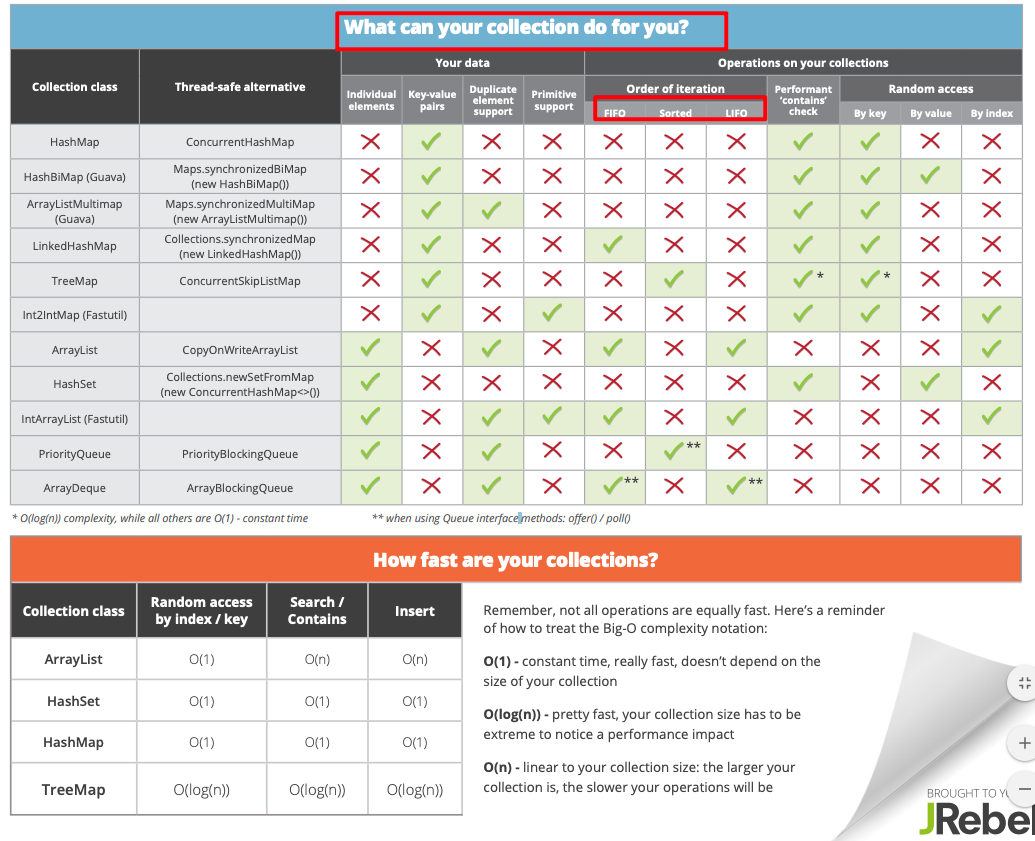 What can your collection do for you?
Collection class
Thread-safe alternative
Your data
Operations on your collections
Individual elements
Key-value pairs
Duplicate element support
Primitive support
Order of iteration
FIFO
Sorted
LIFO
Performant 'contains' check
Random access
By key
By value
By index
HashMap
ConcurrentHashMap
HashBiMap (Guava)
Maps.synchronizedBiMap
(new HashBiMap())
ArrayListMultimap
(Guava)
Maps.synchronizedMultiMap
(new ArrayListMultimap())
LinkedHashMap
Collections.synchronizedMap
(new LinkedHashMap())
TreeMap
ConcurrentSkipListMap
*
*
Int2IntMap (Fastutil)
ArrayList
CopyOnWriteArrayList
HashSet
Collections.newSetFromMap
(new ConcurrentHashMap<>())
IntArrayList (Fastutil)
PriorityQueue
PriorityBlockingQueue
**
ArrayDeque
ArrayBlockingQueue
**
**
* O(log(n)) complexity, while all others are O(1) - constant time
** when using Queue interface methods: offer() / poll()
How fast are your collections?
Collection class
Random access
by index / key
Search /
Contains
Insert
ArrayList
O(1)
O(n)
O(n)
HashSet
O(1)
O(1)
O(1)
HashMap
O(1)
O(1)
O(1)
TreeMap
O(log(n))
O(log(n))
O(log(n))
Remember, not all operations are equally fast. Here's a reminder
of how to treat the Big-O complexity notation:
O(1) - constant time, really fast, doesn't depend on the
size of your collection
O(log(n)) - pretty fast, your collection size has to be
extreme to notice a performance impact
O(n) - linear to your collection size: the larger your
collection is, the slower your operations will be
BROUGHT TO
JRebel